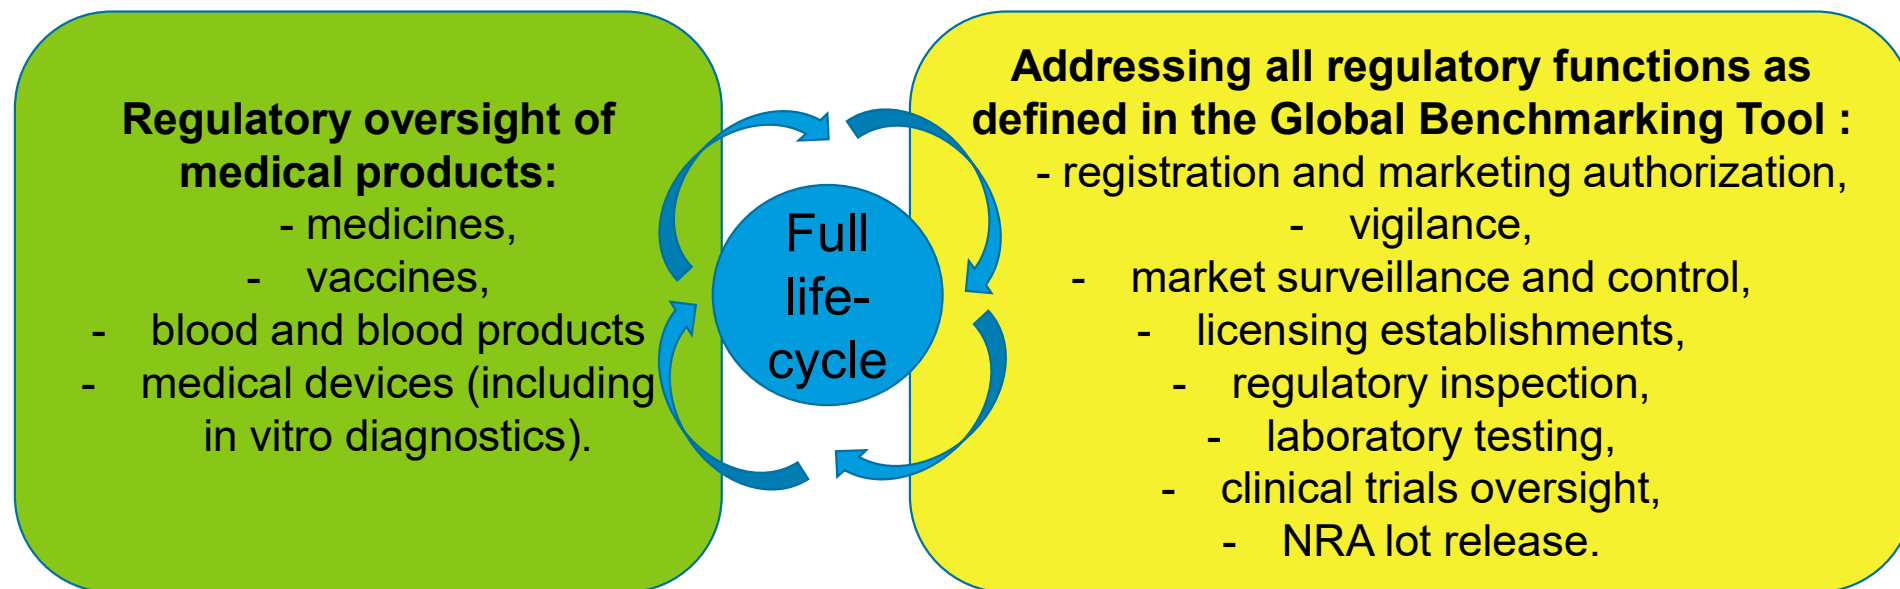 Regulatory oversight of
medical products:
- medicines,
- vaccines,
- blood and blood products
- medical devices (including
in vitro diagnostics).
Full
life-
cycle
Addressing all regulatory functions as
defined in the Global Benchmarking Tool :
- registration and marketing authorization,
- vigilance,
- market surveillance and control,
- licensing establishments,
- regulatory inspection,
- laboratory testing,
- clinical trials oversight,
- NRA lot release.